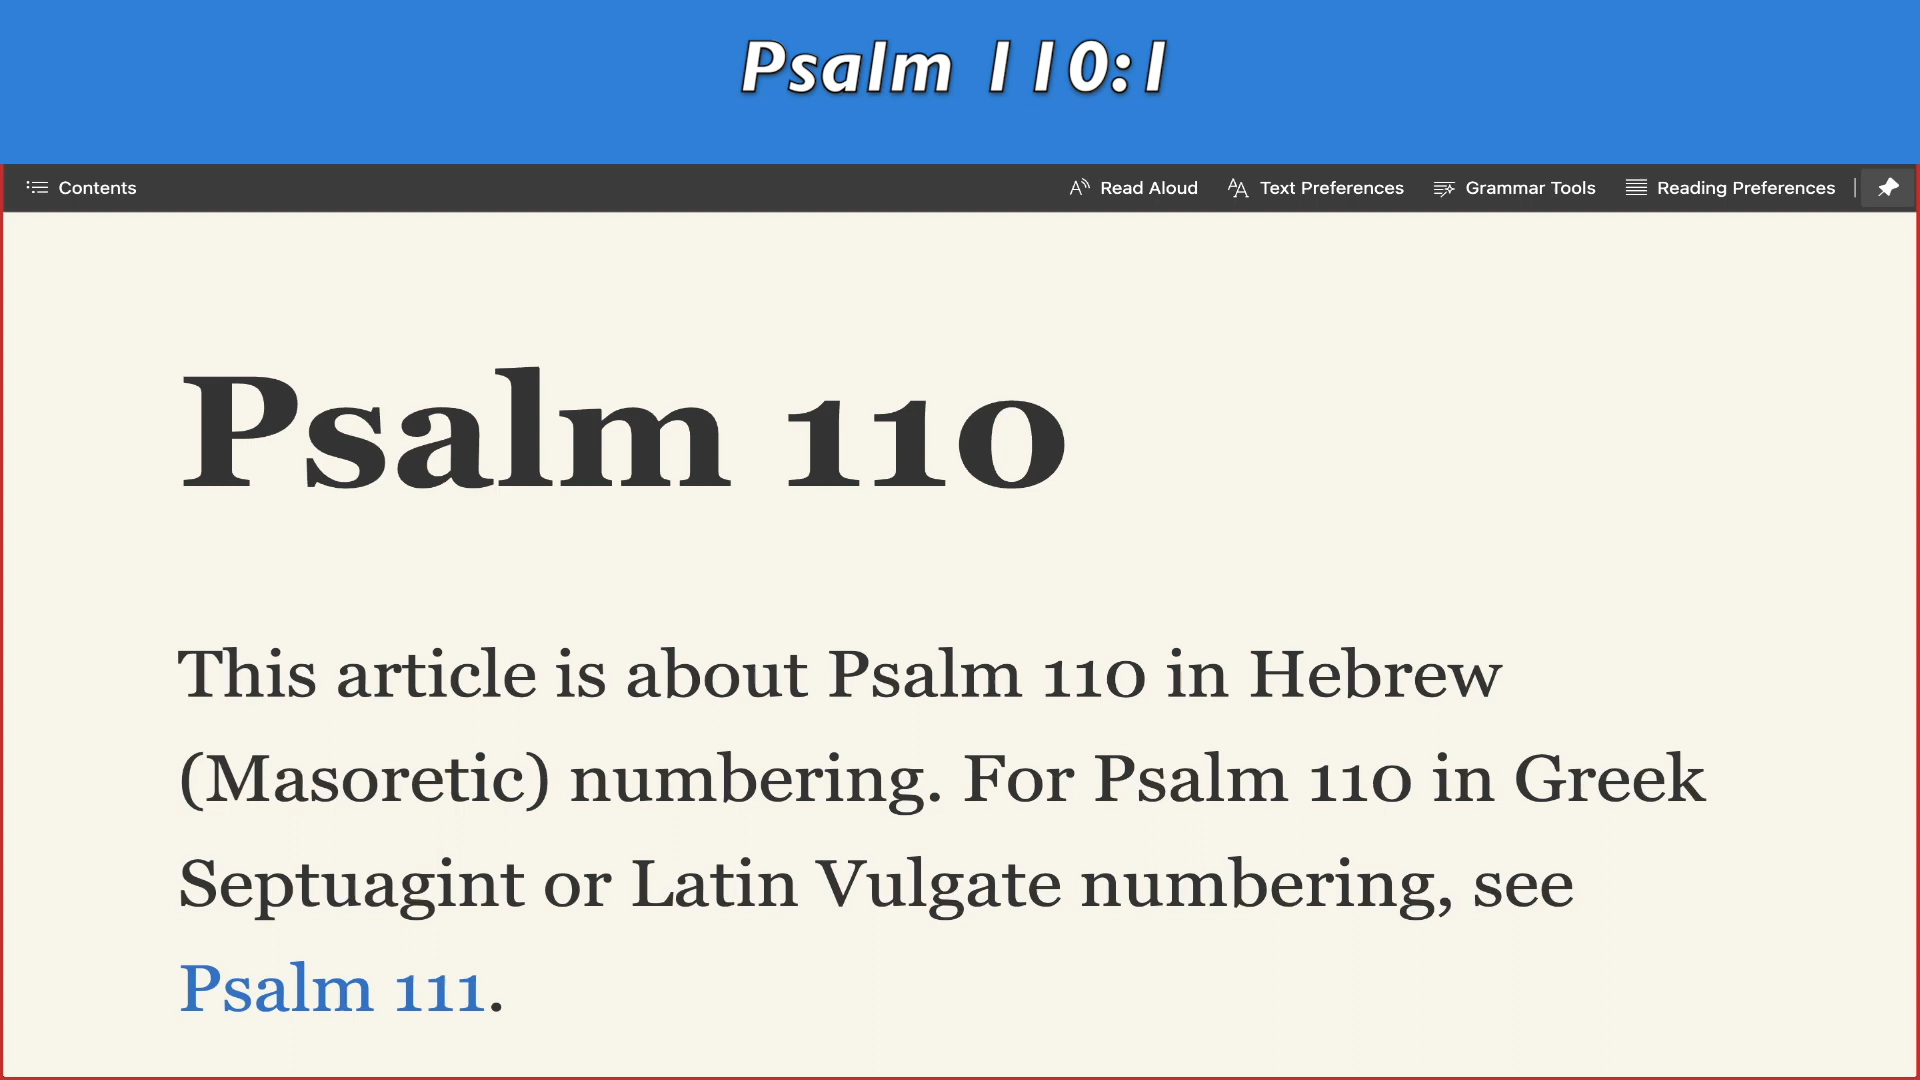 Psalm 110:1
Contents Read Aloud Text Preferences Grammar Tools Reading Preferences
Psalm 110
This article is about Psalm 110 in Hebrew
(Masoretic) numbering. For Psalm 110 in Greek
Septuagint or Latin Vulgate numbering, see
Psalm 111.